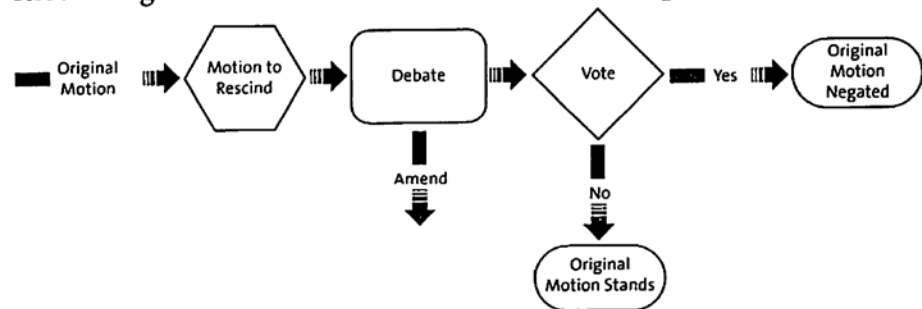 Original
Motion
Motion to
Rescind
Debate
Vote
Yes
Original
Motion
Negated
Amend
No
Original
Motion Stands